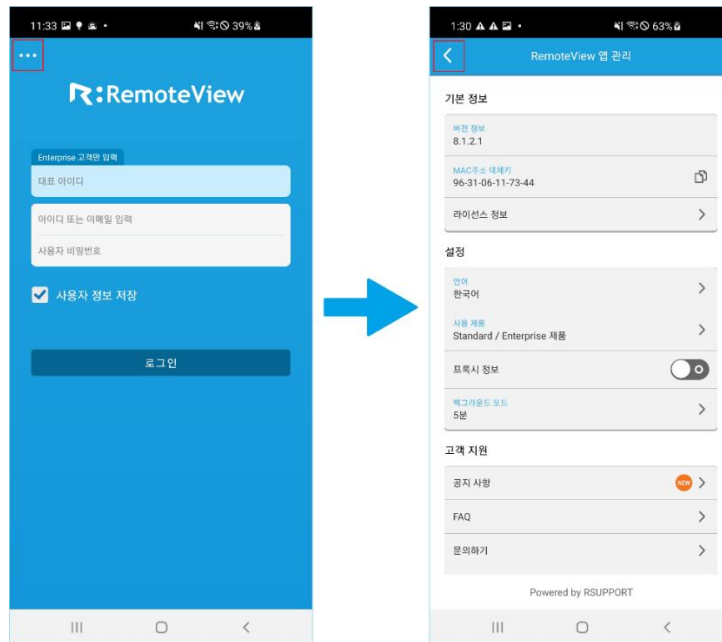 11:33
39%
R:RemoteView
Enterprise 고객만 입력
대표 아이디
아이디 또는 이메일 입력
사용자 비밀번호
사용자 정보 저장
로그인
1:30
63%
RemoteView 앱 관리
기본 정보
버전 정보
8.1.2.1
MAC주소 대체키
96-31-06-11-73-44
라이선스 정보
설정
언어
한국어
사용 제품
Standard / Enterprise 제품
프록시 정보
백그라운드 모드
5분
고객 지원
공지 사항
NEW
FAQ
문의하기
Powered by RSUPPORT